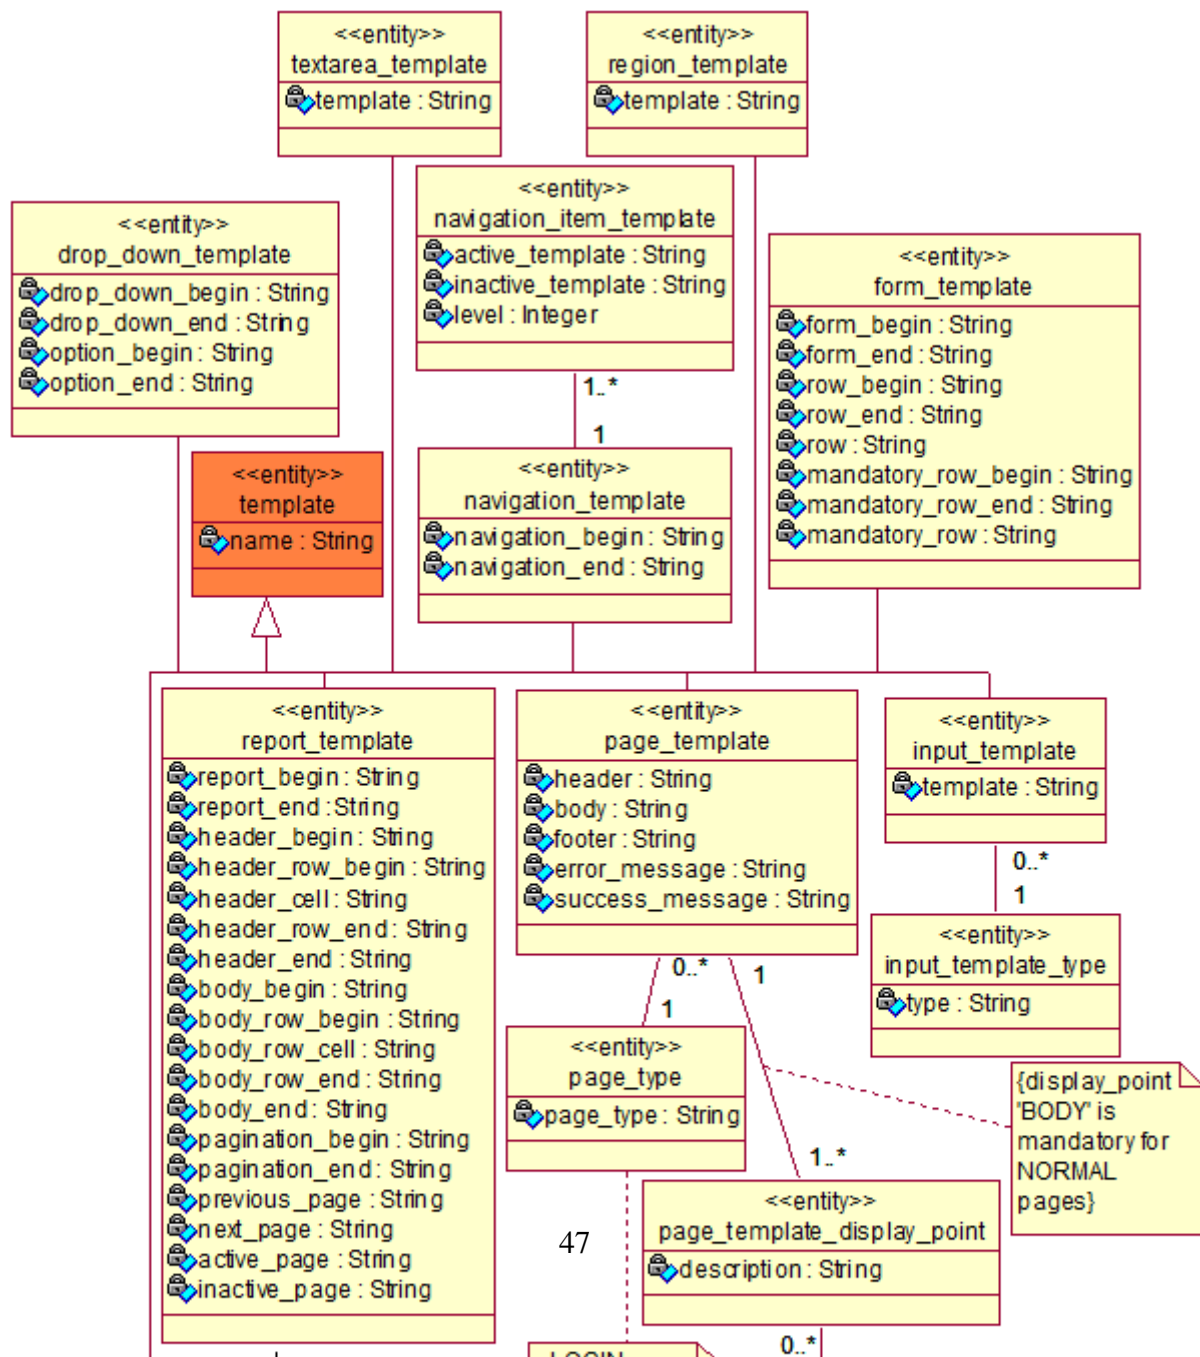 <<entity>>
textarea_template
template : String
<<entity>>
region_template
template : String
<<entity>>
navigation_item_template
active_template : String
inactive_template : String
level : Integer
<<entity>>
drop_down_template
drop_down_begin : String
drop_down_end : String
option_begin : String
option_end : String
<<entity>>
form_template
form_begin : String
form_end : String
row_begin : String
row_end : String
row : String
mandatory_row_begin : String
mandatory_row_end : String
mandatory_row : String
1..*
1
<<entity>>
template
name : String
<<entity>>
navigation_template
navigation_begin : String
navigation_end : String
<<entity>>
report_template
report_begin : String
report_end : String
header_begin : String
header_row_begin : String
header_cell : String
header_row_end : String
header_end : String
body_begin : String
body_row_begin : String
body_row_cell : String
body_row_end : String
body_end : String
pagination_begin : String
pagination_end : String
previous_page : String
next_page : String
active_page : String
inactive_page : String
<<entity>>
page_template
header : String
body : String
footer : String
error_message : String
success_message : String
<<entity>>
input_template
template : String
0..*
1
<<entity>>
input_template_type
type : String
0..*
1
1
<<entity>>
page_type
page_type : String
{display_point
'BODY' is
mandatory for
NORMAL
pages}
1..*
<<entity>>
page_template_display_point
description : String
47
0..*
LOGIN